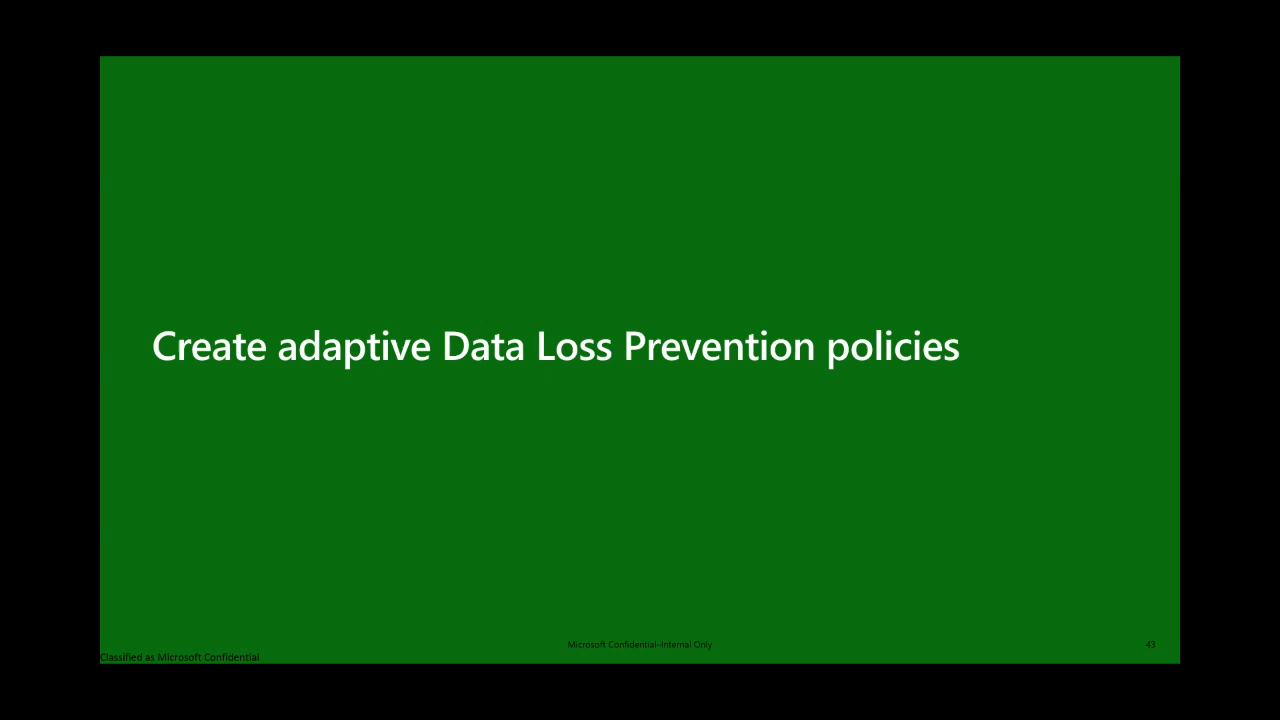 Create adaptive Data Loss Prevention policies
Microsoft Confidential–Internal Only
43
Classified as Microsoft Confidential